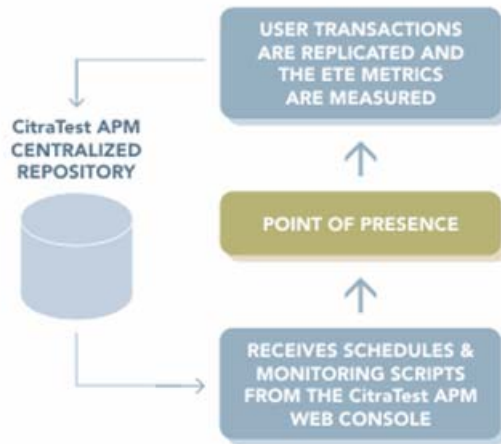 USER TRANSACTIONS
ARE REPLICATED AND
THE ETE METRICS
ARE MEASURED
CitraTest APM
CENTRALIZED
REPOSITORY
POINT OF PRESENCE
RECEIVES SCHEDULES &
MONITORING SCRIPTS
FROM THE CitraTest APM
WEB CONSOLE